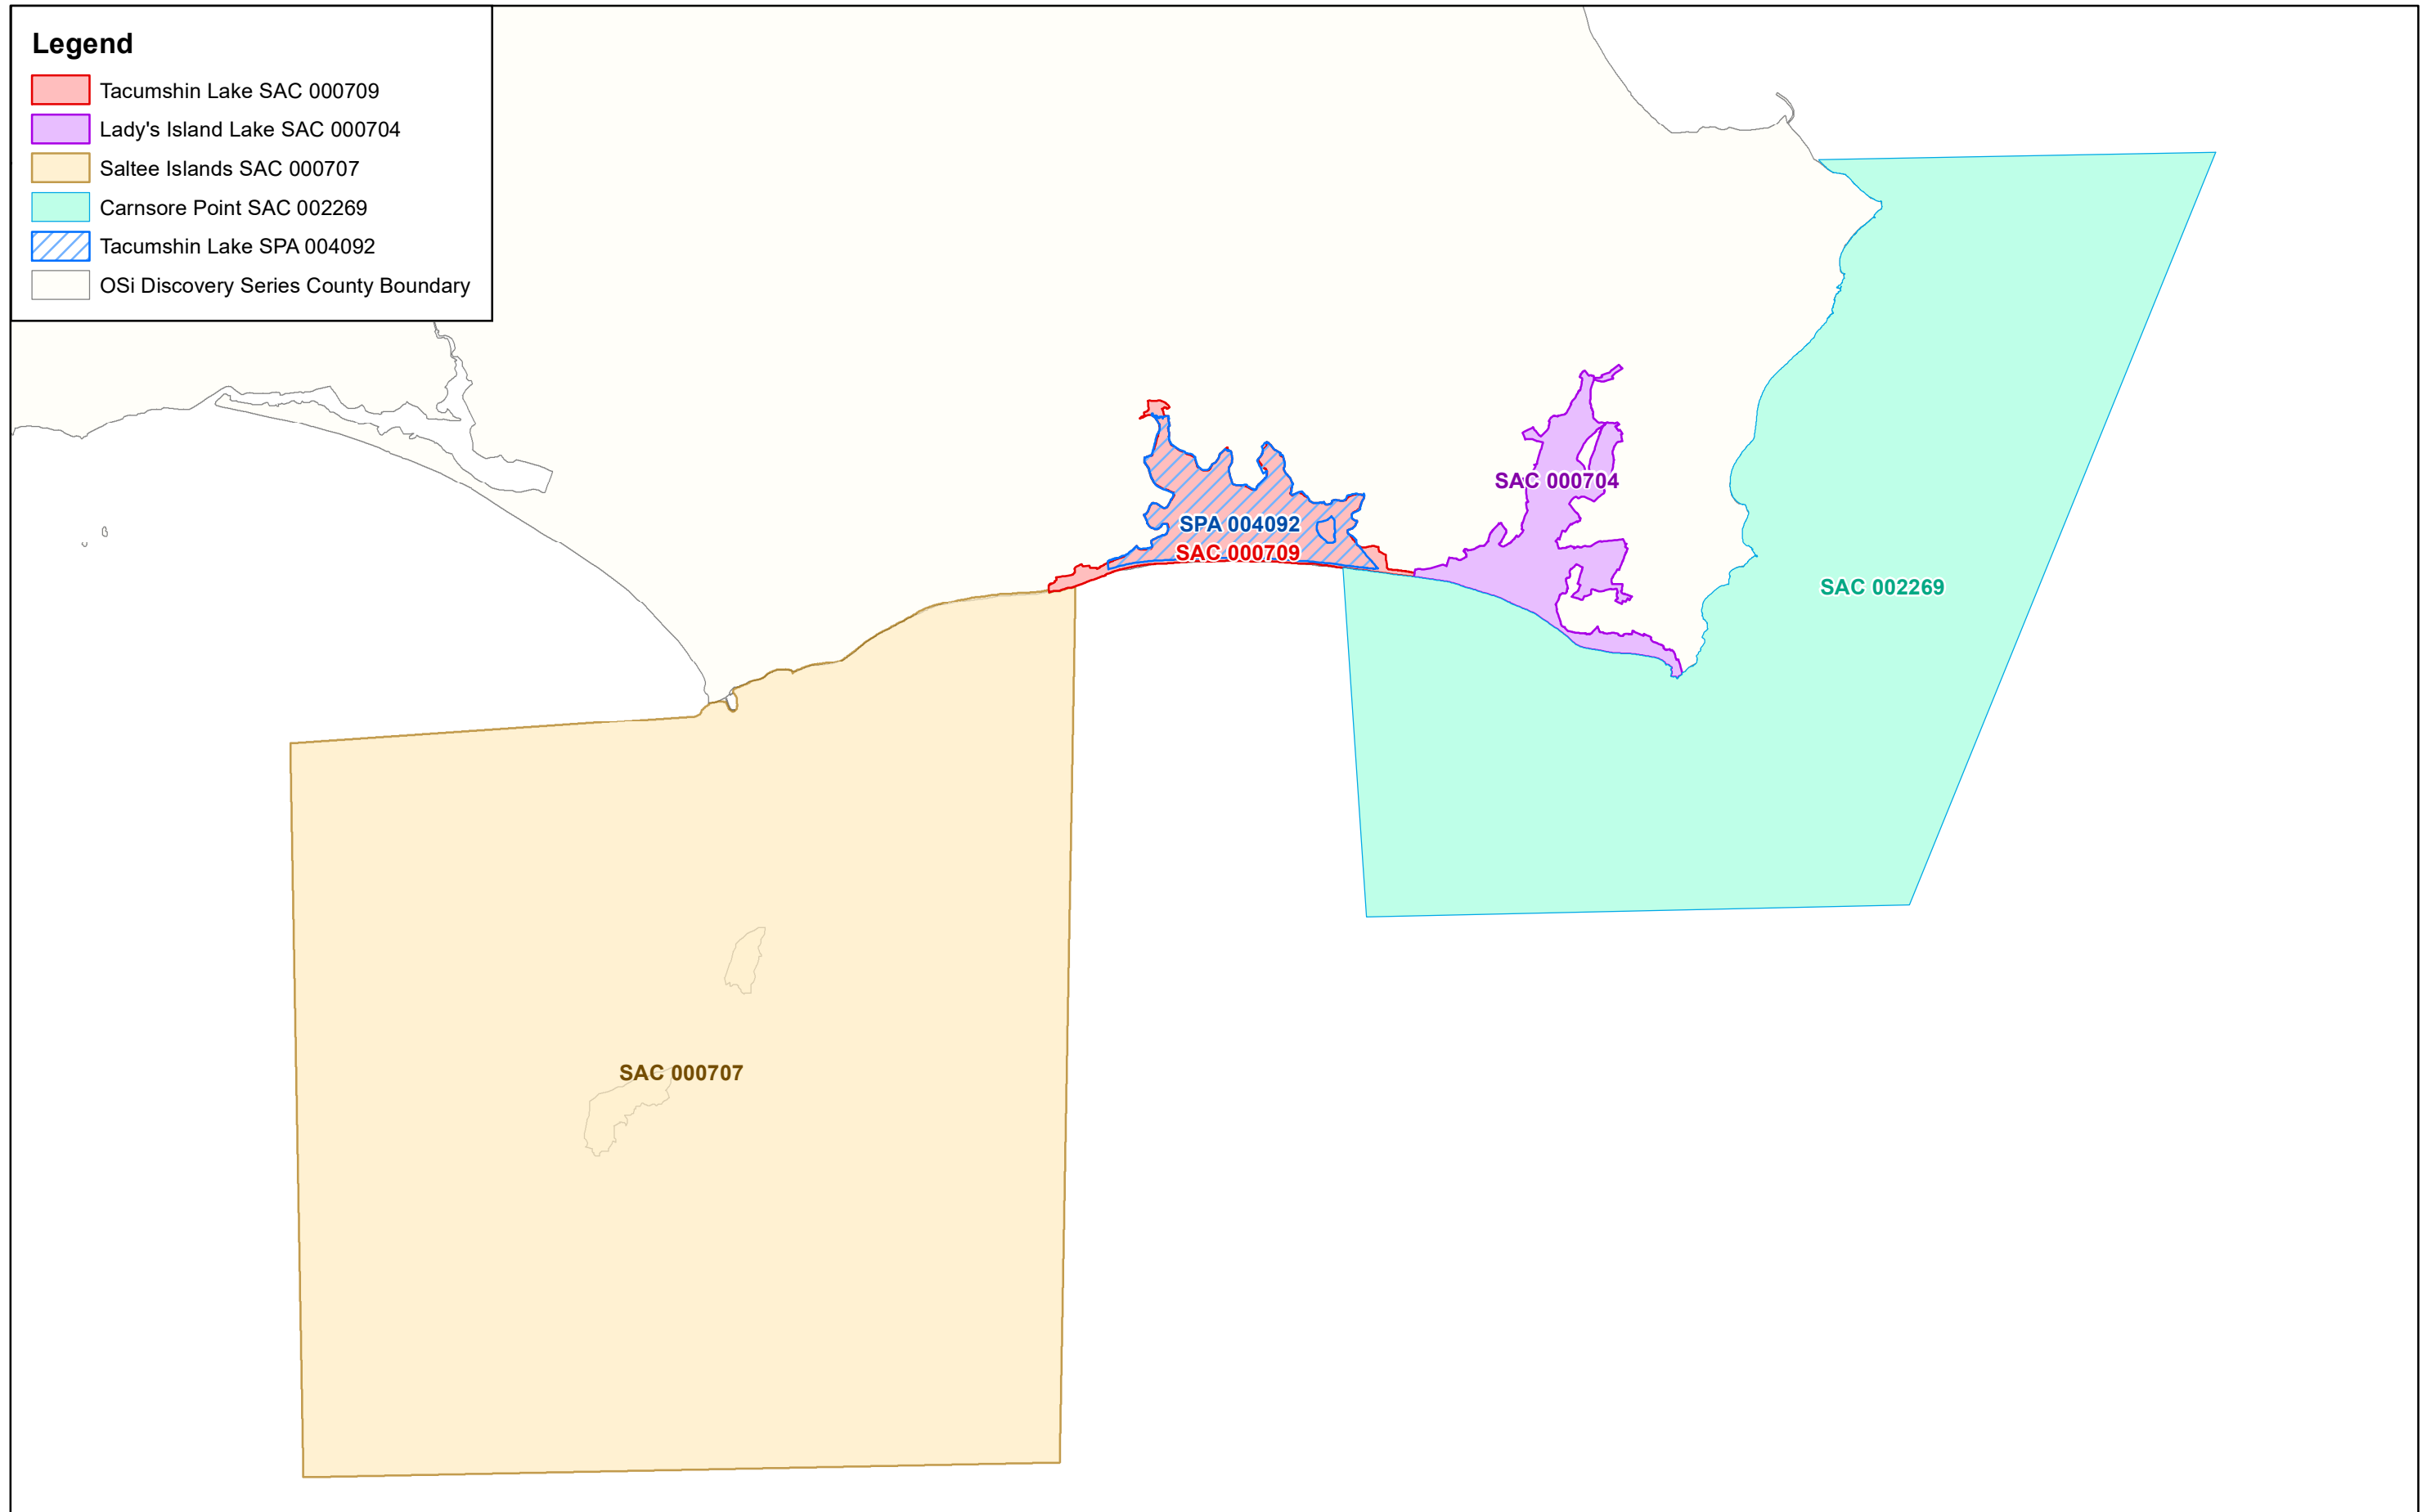 Legend
Tacumshin Lake SAC 000709
Lady's Island Lake SAC 000704
Saltee Islands SAC 000707
Carnsore Point SAC 002269
Tacumshin Lake SPA 004092
OSi Discovery Series County Boundary
SAC 000704
SPA 004092
SAC 000709
SAC 002269
SAC 000707